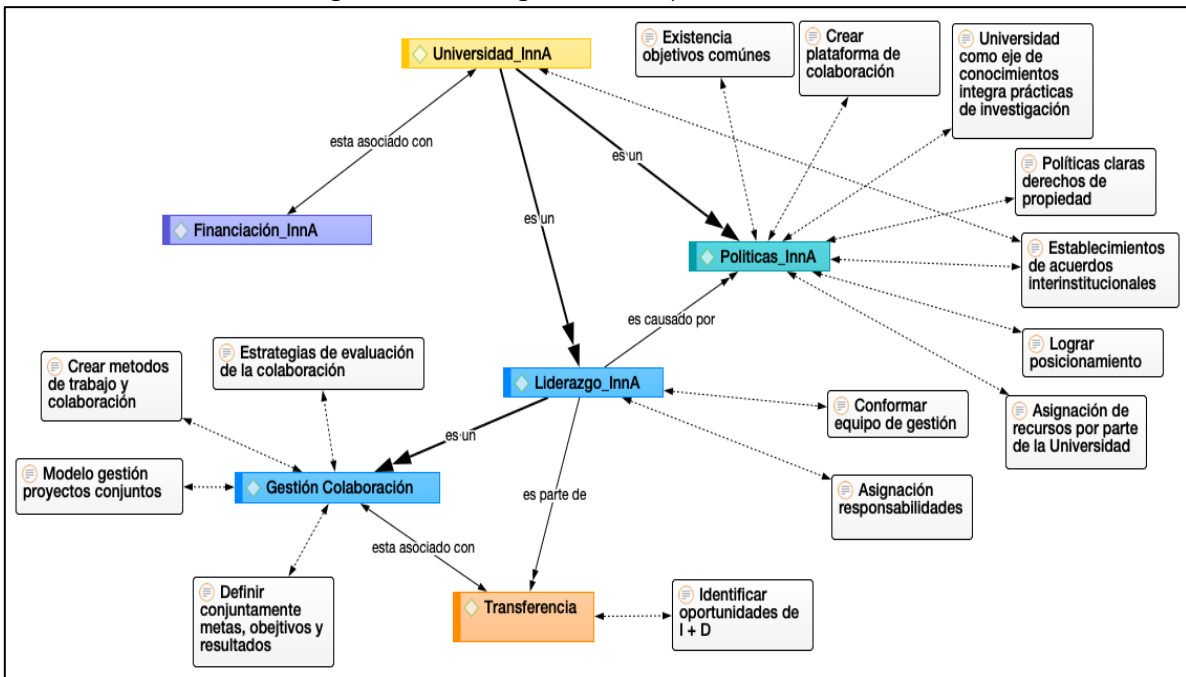 Universidad_InnA
Existencia
objetivos comúnes
Crear
plataforma de
colaboración
Universidad
como eje de
conocimientos
integra prácticas
de investigación
esta asociado con
es un
es un
Políticas claras
derechos de
propiedad
Financiación_InnA
Politicas_InnA
Establecimientos
de acuerdos
interinstitucionales
es causado por
Lograr
posicionamiento
Crear metodos
de trabajo y
colaboración
Estrategias de evaluación
de la colaboración
Liderazgo_InnA
Conformar
equipo de gestión
Asignación de
recursos por parte
de la Universidad
es un
Modelo gestión
proyectos conjuntos
Gestión Colaboración
es parte de
Asignación
responsabilidades
esta asociado con
Definir
conjuntamente
metas, obejtivos y
resultados
Transferencia
Identificar
oportunidades de
I + D